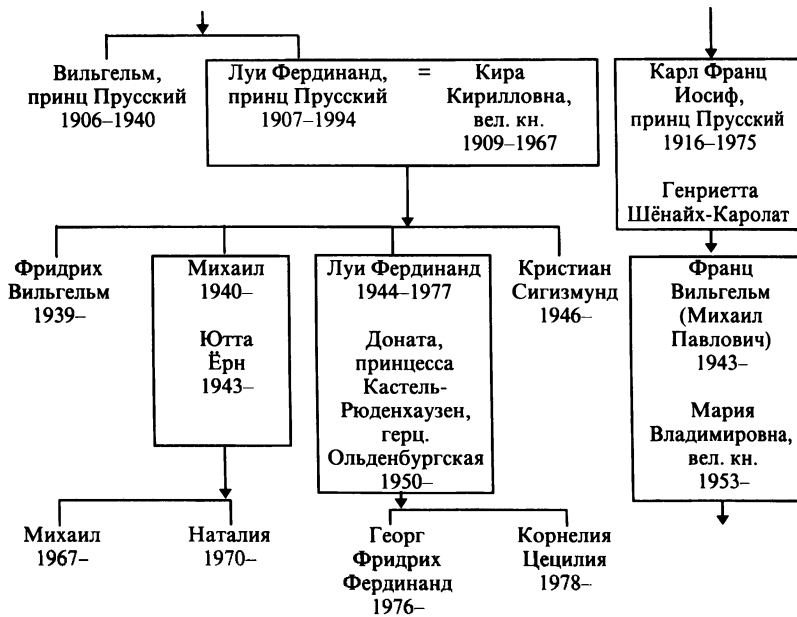 Вильгельм,
принц Прусский
1906–1940
Луи Фердинанд,
принц Прусский
1907–1994
=
Кира
Кирилловна,
вел. кн.
1909–1967
Карл Франц
Иосиф,
принц Прусский
1916–1975
Генриетта
Шёнайх-Каролат
Фридрих
Вильгельм
1939–
Михаил
1940–
Ютта
Ёрн
1943–
Луи Фердинанд
1944–1977
Доната,
принцесса
Кастель-
Рюденхаузен,
герц.
Ольденбургская
1950–
Кристиан
Сигизмунд
1946–
Франц
Вильгельм
(Михаил
Павлович)
1943–
Мария
Владимировна,
вел. кн.
1953–
Михаил
1967–
Наталия
1970–
Георг
Фридрих
Фердинанд
1976–
Корнелия
Цецилия
1978–